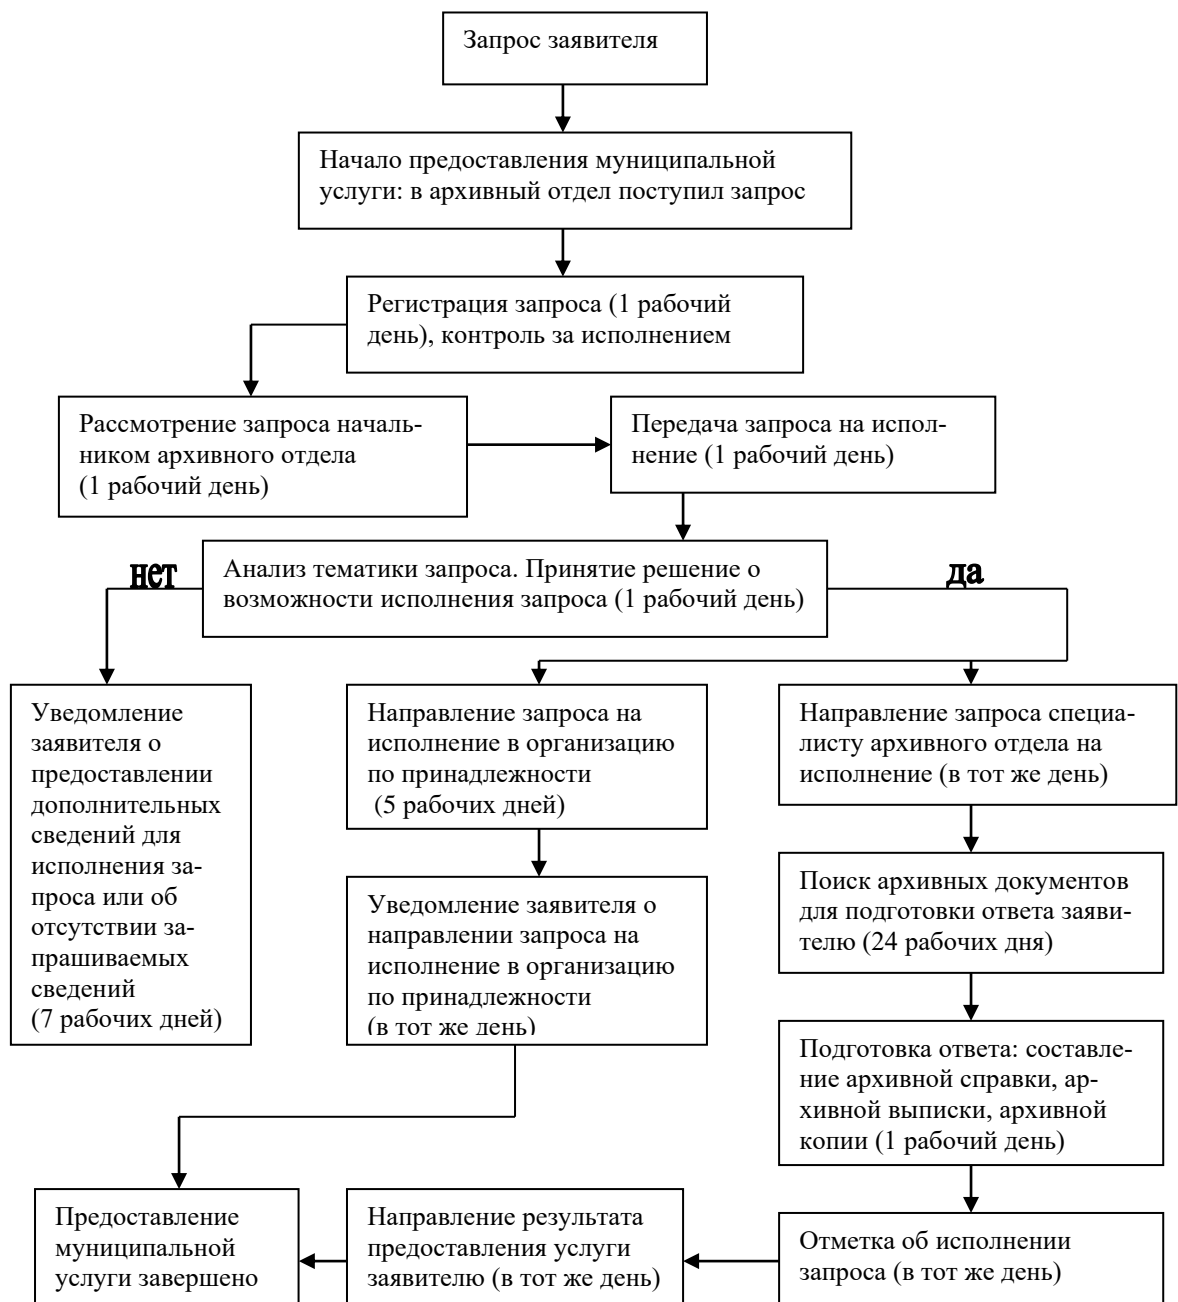 Запрос заявителя
Начало предоставления муниципальной
услуги: в архивный отдел поступил запрос
Регистрация запроса (1 рабочий
день), контроль за исполнением
Рассмотрение запроса началь-
ником архивного отдела
(1 рабочий день)
Передача запроса на испол-
нение (1 рабочий день)
нет
Анализ тематики запроса. Принятие решение о
возможности исполнения запроса (1 рабочий день)
да
Уведомление
заявителя о
предоставлении
дополнительных
сведений для
исполнения за-
проса или об
отсутствии за-
прашиваемых
сведений
(7 рабочих дней)
Направление запроса на
исполнение в организацию
по принадлежности
(5 рабочих дней)
Уведомление заявителя о
направлении запроса на
исполнение в организацию
по принадлежности
(в тот же день)
Направление запроса специа-
листу архивного отдела на
исполнение (в тот же день)
Поиск архивных документов
для подготовки ответа заяви-
телю (24 рабочих дня)
Подготовка ответа: составле-
ние архивной справки, ар-
хивной выписки, архивной
копии (1 рабочий день)
Предоставление
муниципальной
услуги завершено
Направление результата
предоставления услуги
заявителю (в тот же день)
Отметка об исполнении
запроса (в тот же день)